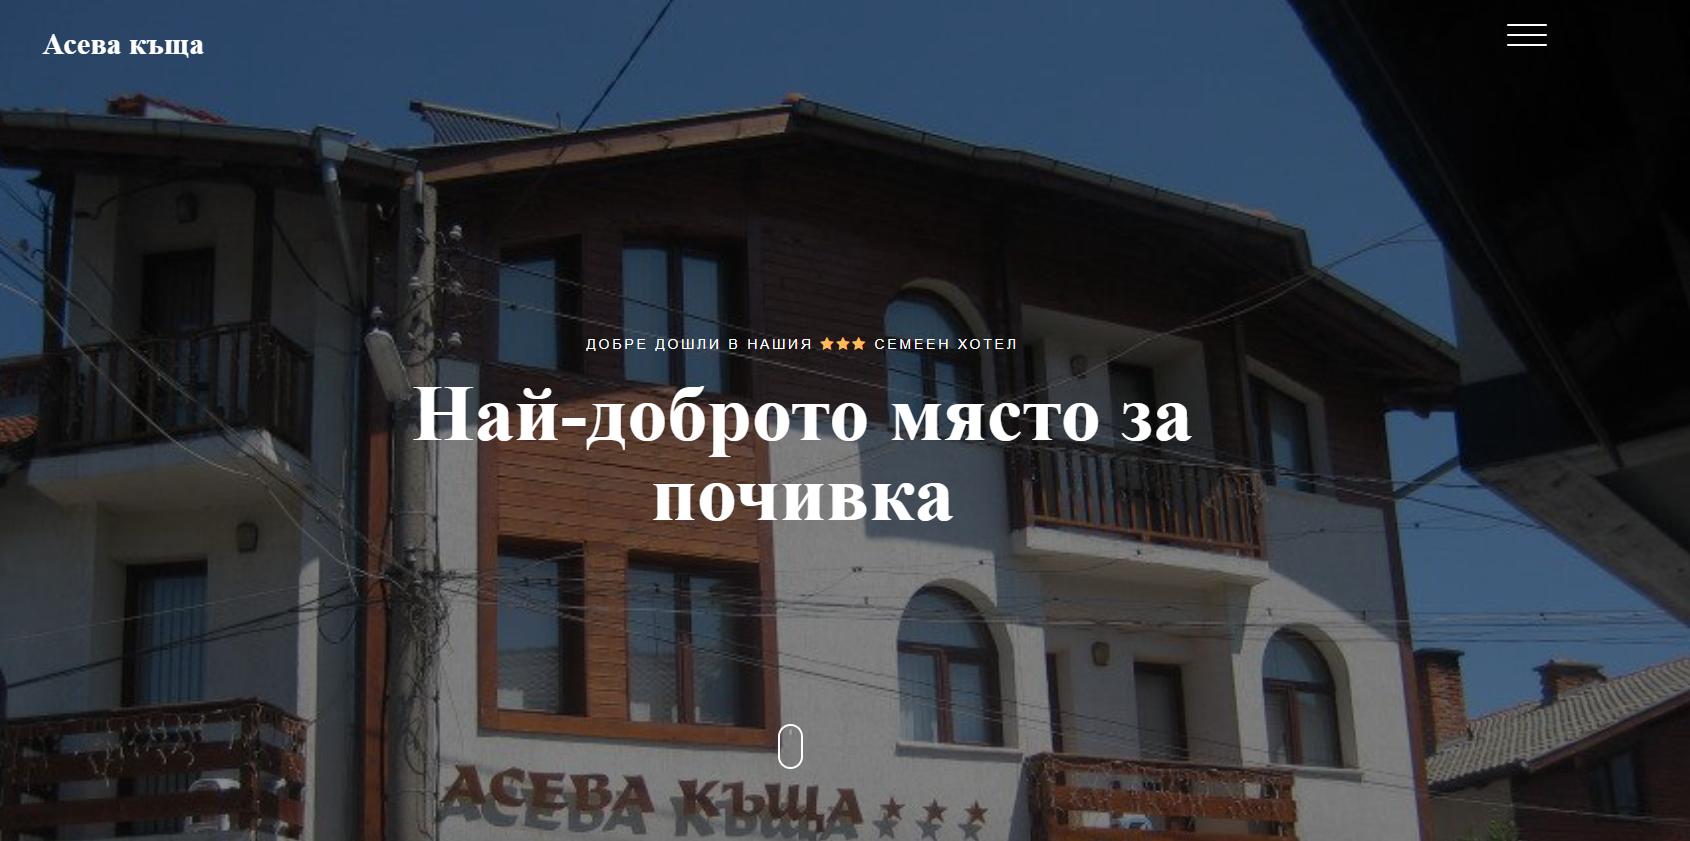 Асева къща
ДОБРЕ ДОШЛИ В НАШИЯ ★★★ СЕМЕЕН ХОТЕЛ
Най-доброто място за
почивка
АСЕВА КЪЩА ★ ★ ★